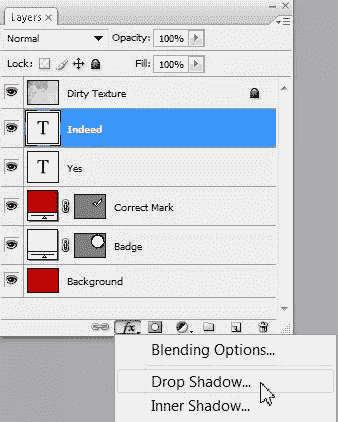 Layers ×
Normal Opacity: 100%
Lock: Fill: 100%
Dirty Texture
T Indeed
T Yes
Correct Mark
Badge
Background
fx
Blending Options...
Drop Shadow...
Inner Shadow...